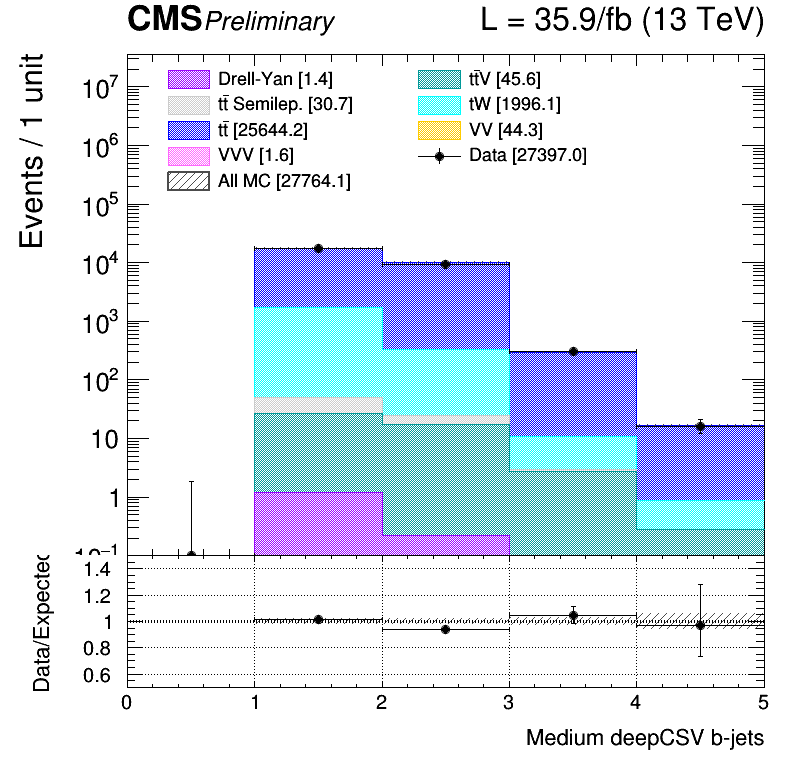 CMS Preliminary L = 35.9/fb (13 TeV)
Events / 1 unit
Drell-Yan [1.4]
tt̄ Semilep. [30.7]
tt̄ [25644.2]
VVV [1.6]
All MC [27764.1]
tt̄V [45.6]
tW [1996.1]
VV [44.3]
Data [27397.0]
10⁷
10⁶
10⁵
10⁴
10³
10²
10
1
10⁻¹
Data/Expected
1.4
1.2
1
0.8
0.6
0 1 2 3 4 5
Medium deepCSV b-jets